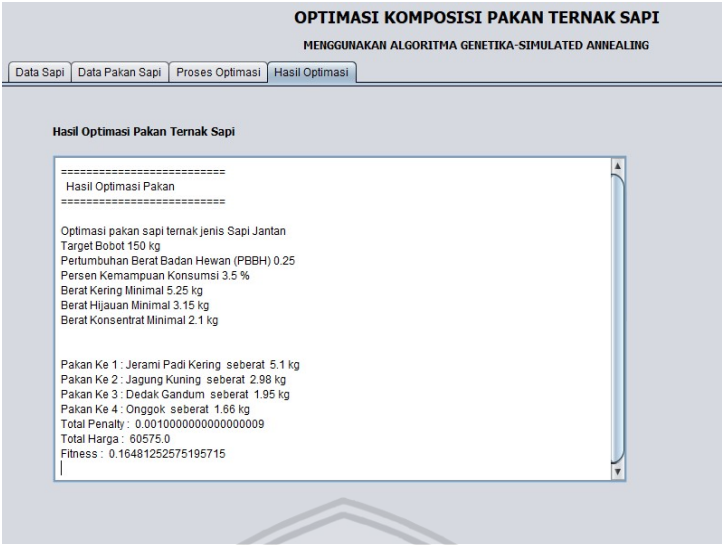 OPTIMASI KOMPOSISI PAKAN TERNAK SAPI
MENGGUNAKAN ALGORITMA GENETIKA-SIMULATED ANNEALING
Data Sapi Data Pakan Sapi Proses Optimasi Hasil Optimasi
Hasil Optimasi Pakan Ternak Sapi
==========================
Hasil Optimasi Pakan
==========================
Optimasi pakan sapi ternak jenis Sapi Jantan
Target Bobot 150 kg
Pertumbuhan Berat Badan Hewan (PBBH) 0.25
Persen Kemampuan Konsumsi 3.5 %
Berat Kering Minimal 5.25 kg
Berat Hijauan Minimal 3.15 kg
Berat Konsentrat Minimal 2.1 kg
Pakan Ke 1 : Jerami Padi Kering seberat 5.1 kg
Pakan Ke 2 : Jagung Kuning seberat 2.98 kg
Pakan Ke 3 : Dedak Gandum seberat 1.95 kg
Pakan Ke 4 : Onggok seberat 1.66 kg
Total Penalty : 0.0010000000000000009
Total Harga : 60575.0
Fitness : 0.16481252575195715